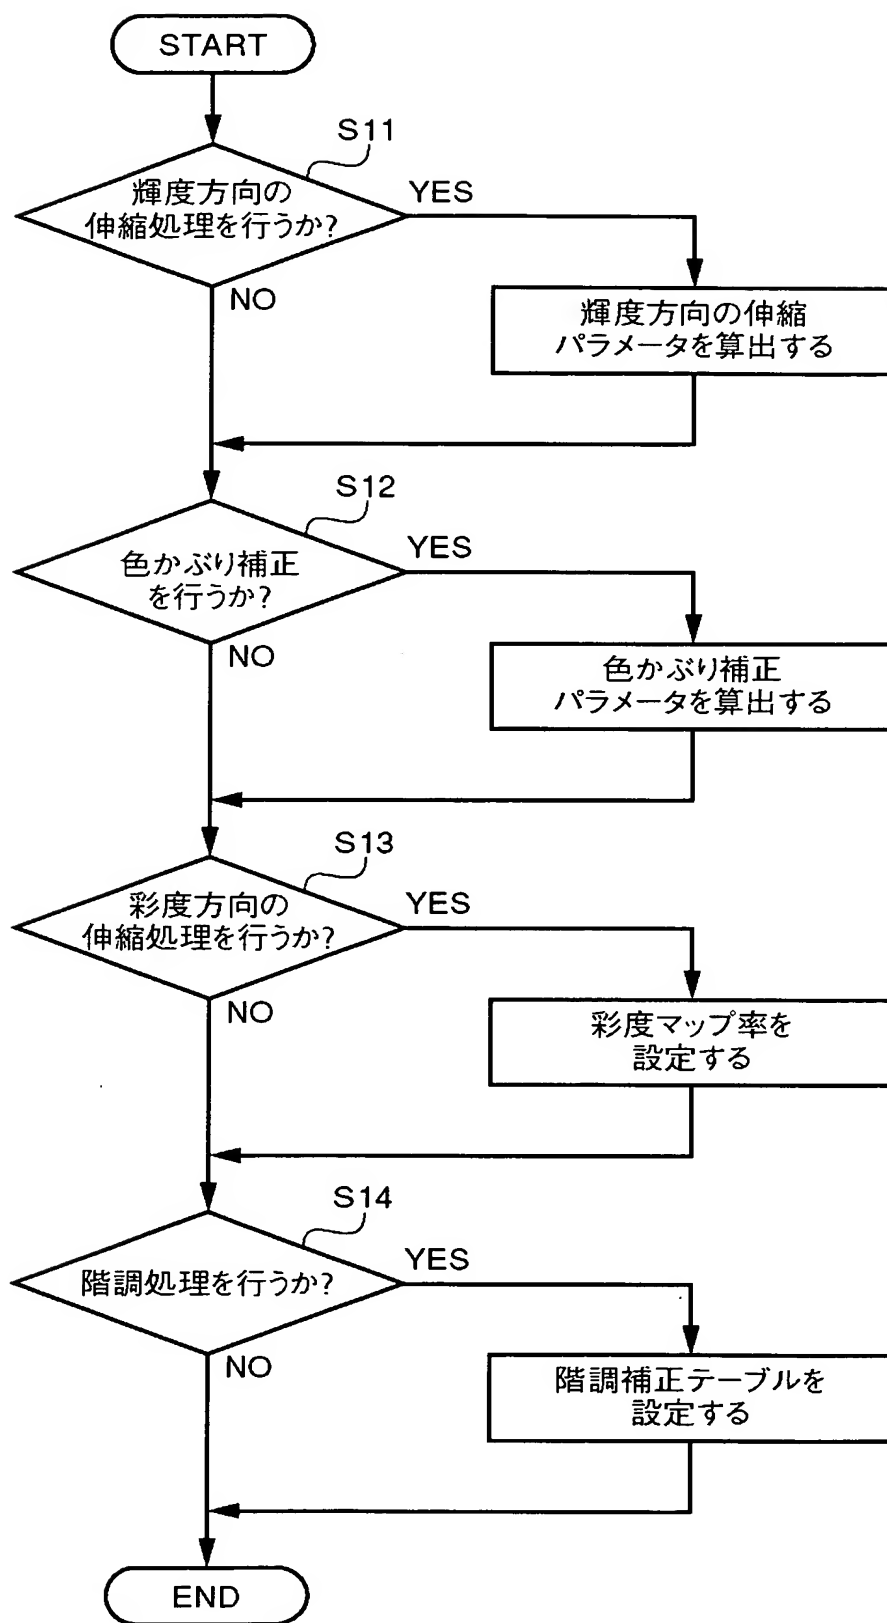 START
S11
輝度方向の
伸縮処理を行うか?
YES
NO
輝度方向の伸縮
パラメータを算出する
S12
色かぶり補正
を行うか?
YES
NO
色かぶり補正
パラメータを算出する
S13
彩度方向の
伸縮処理を行うか?
YES
NO
彩度マップ率を
設定する
S14
階調処理を行うか?
YES
NO
階調補正テーブルを
設定する
END